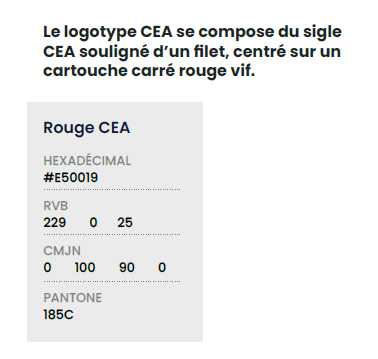 Le logotype CEA se compose du sigle
CEA souligné d’un filet, centré sur un
cartouche carré rouge vif.
Rouge CEA
HEXADÉCIMAL
#E50019
RVB
229 0 25
CMJN
0 100 90 0
PANTONE
185C